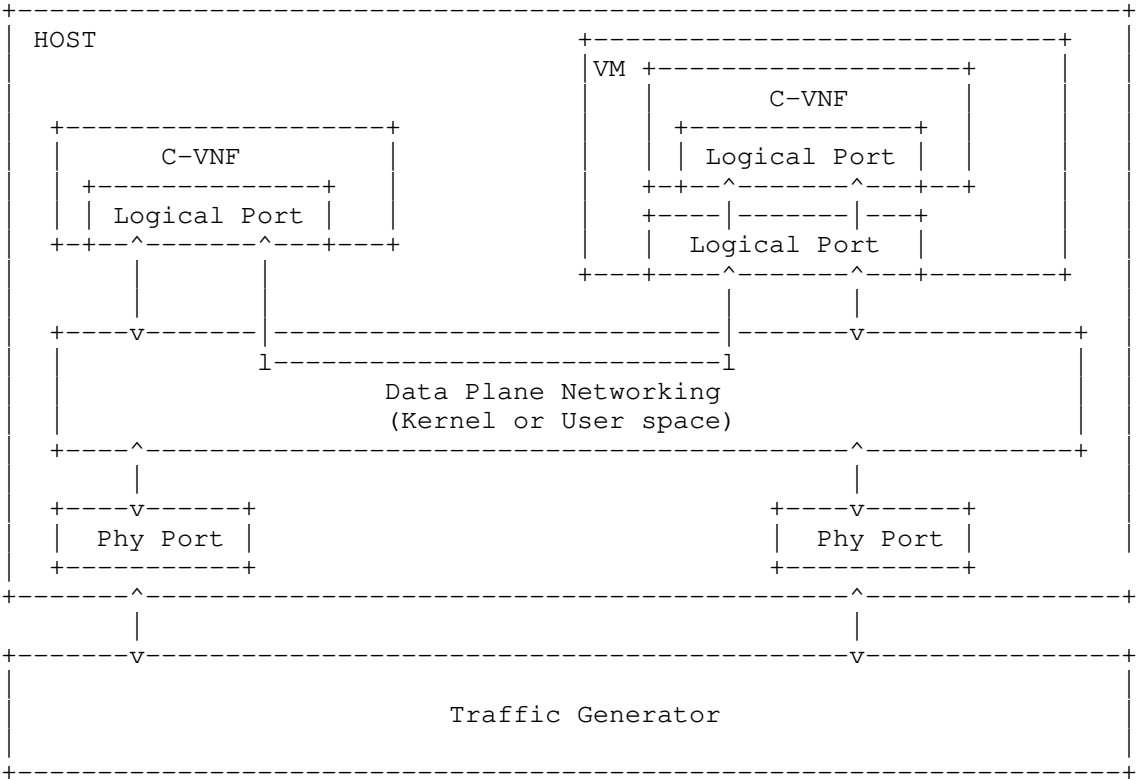 HOST
VM
C-VNF
C-VNF
Logical Port
Logical Port
Logical Port
Data Plane Networking
(Kernel or User space)
Phy Port
Phy Port
Traffic Generator